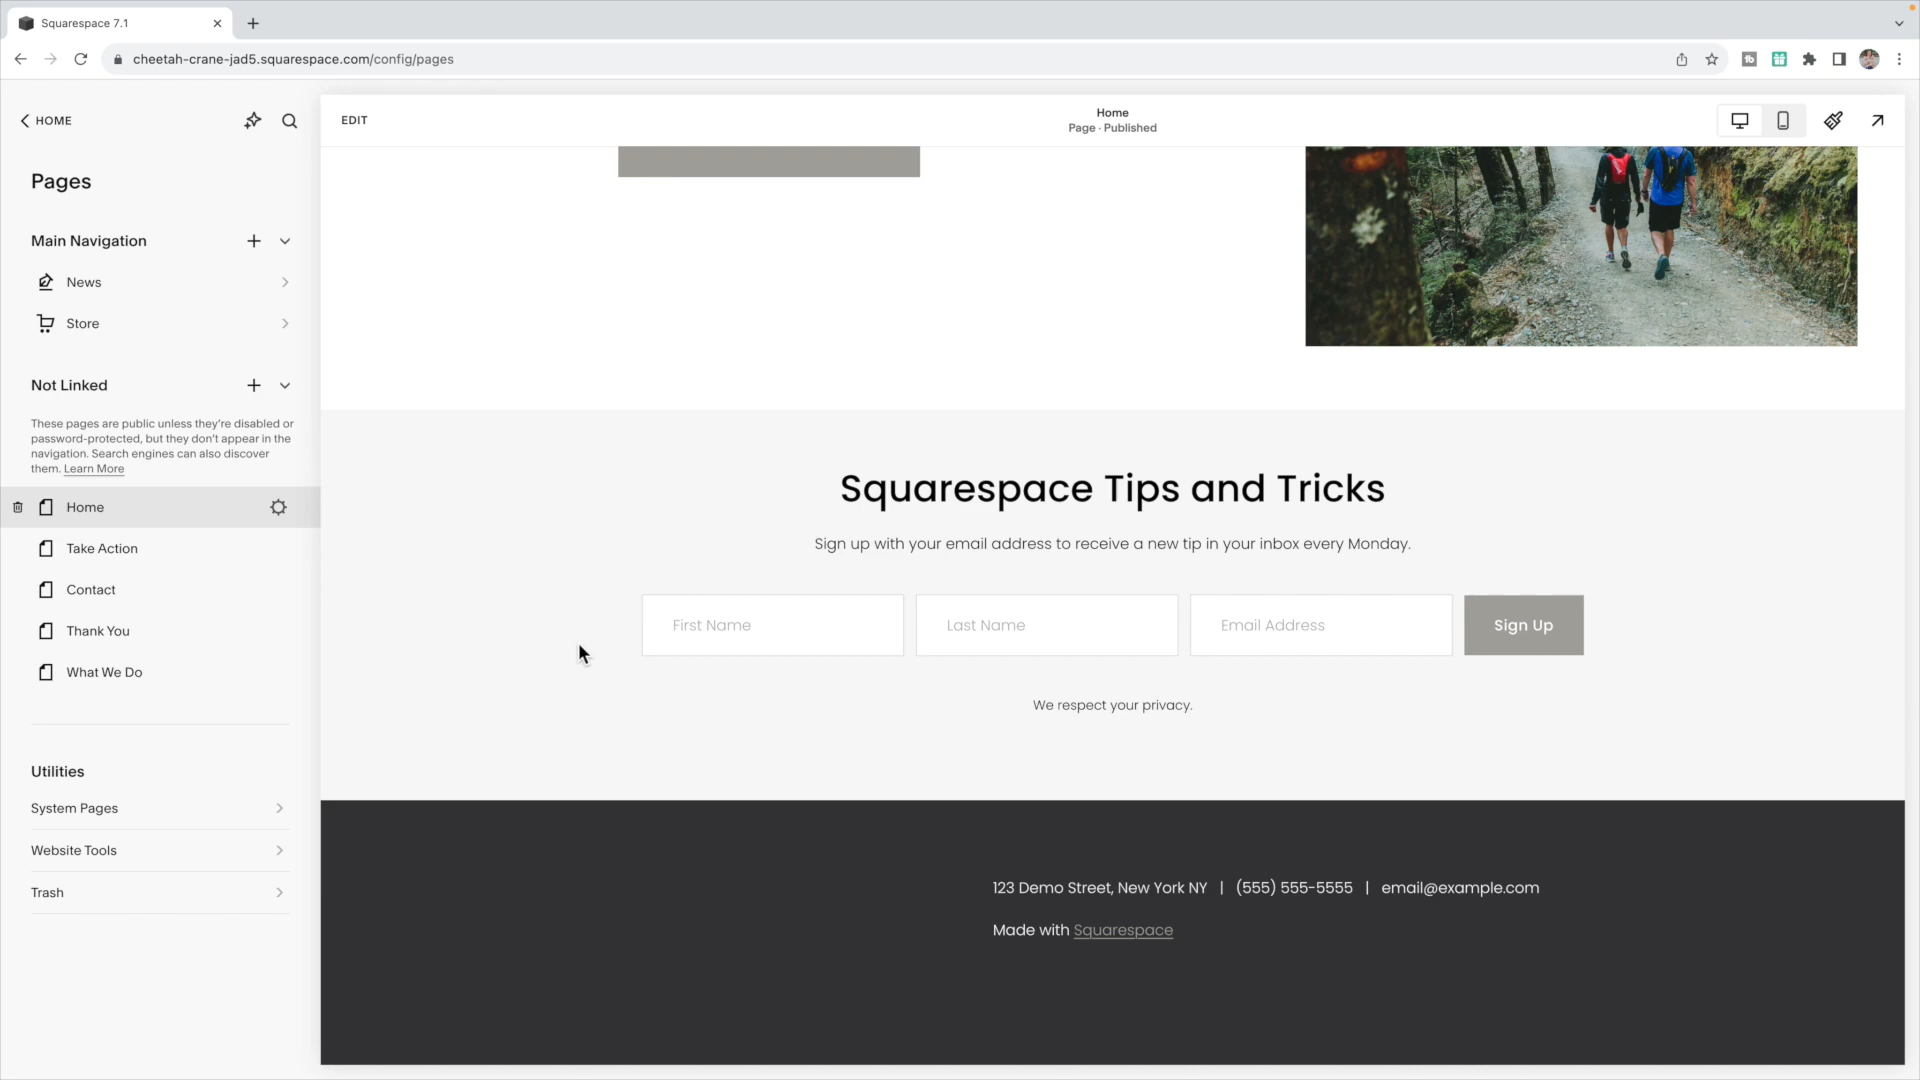 Squarespace 7.1
cheetah-crane-jad5.squarespace.com/config/pages
HOME
EDIT
Home
Page · Published
Pages
Main Navigation
News
Store
Not Linked
These pages are public unless they're disabled or
password-protected, but they don't appear in the
navigation. Search engines can also discover
them. Learn More
Home
Take Action
Contact
Thank You
What We Do
Utilities
System Pages
Website Tools
Trash
Squarespace Tips and Tricks
Sign up with your email address to receive a new tip in your inbox every Monday.
First Name
Last Name
Email Address
Sign Up
We respect your privacy.
123 Demo Street, New York NY | (555) 555-5555 | email@example.com
Made with Squarespace